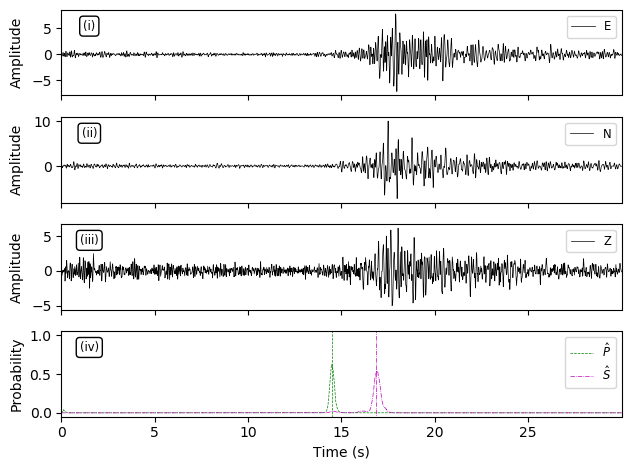 (i)
E
Amplitude
5
0
−5
(ii)
N
Amplitude
10
0
(iii)
Z
Amplitude
5
0
−5
(iv)
P̂
Ŝ
Probability
1.0
0.5
0.0
0 5 10 15 20 25
Time (s)